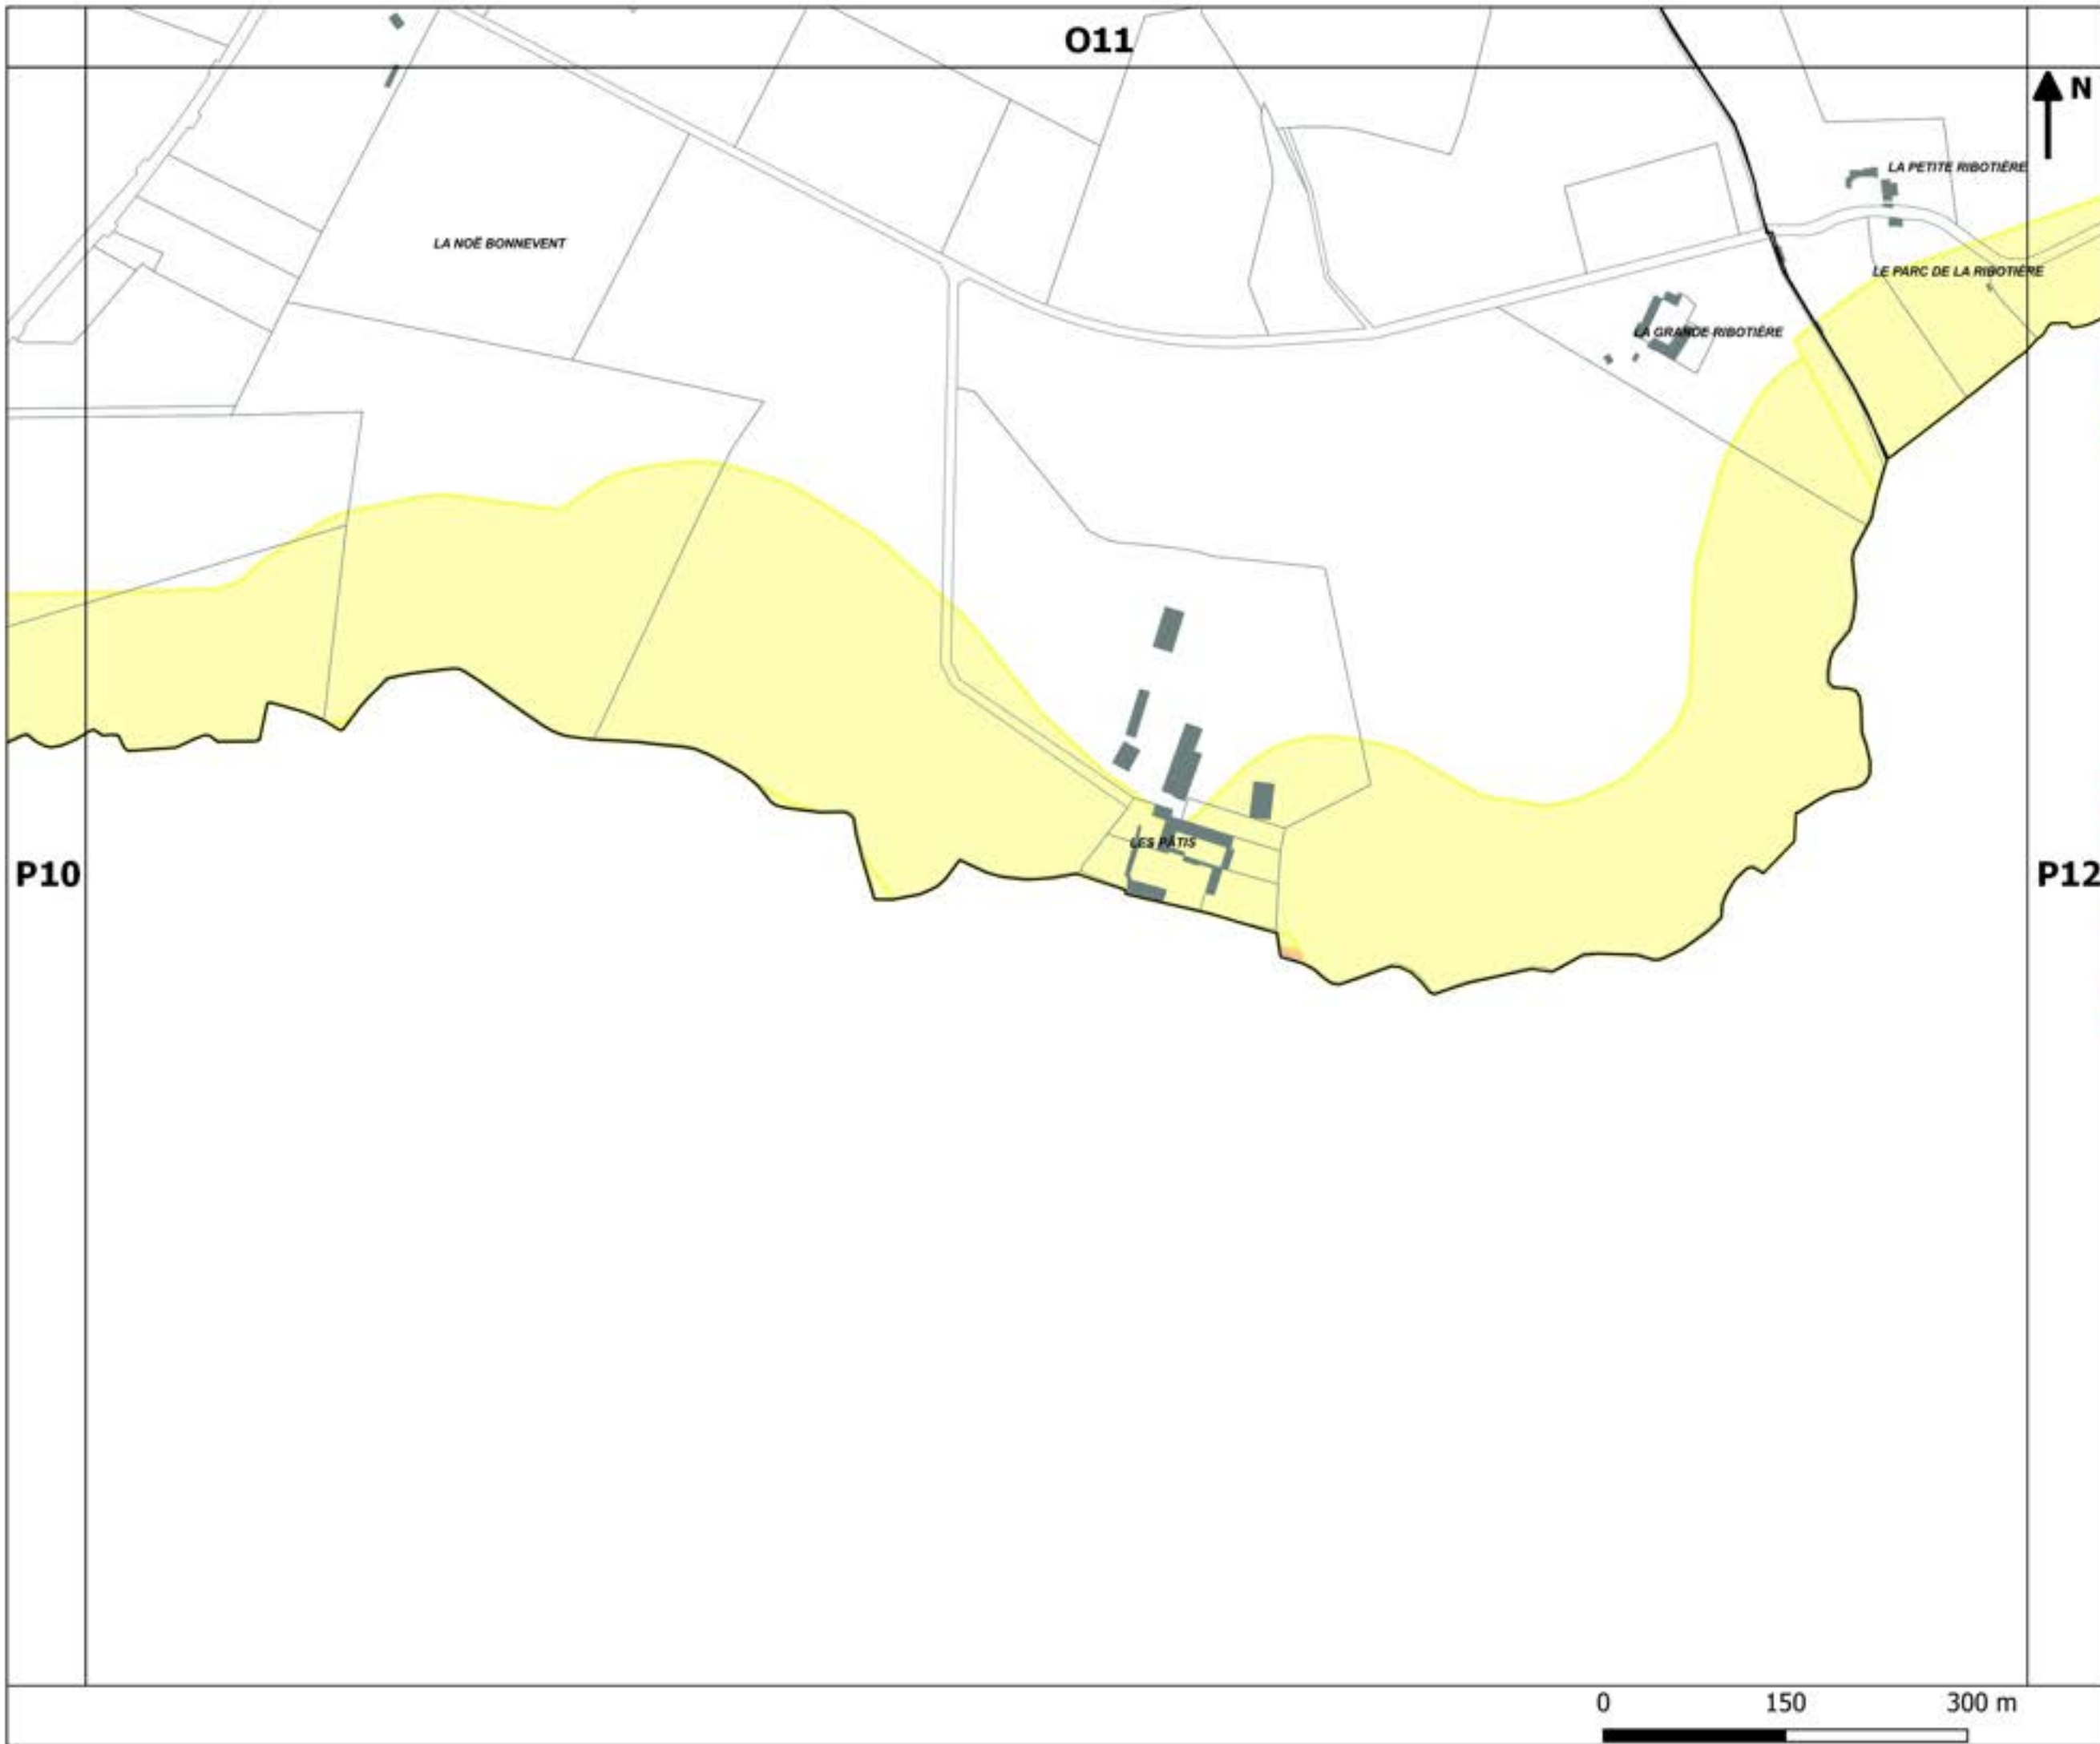 O11
N
LA PETITE RIBOTIÈRE
LA NOË BONNEVENT
LE PARC DE LA RIBOTIÈRE
LA GRANDE RIBOTIÈRE
LES PÂTIS
P10
P12
0 150 300 m